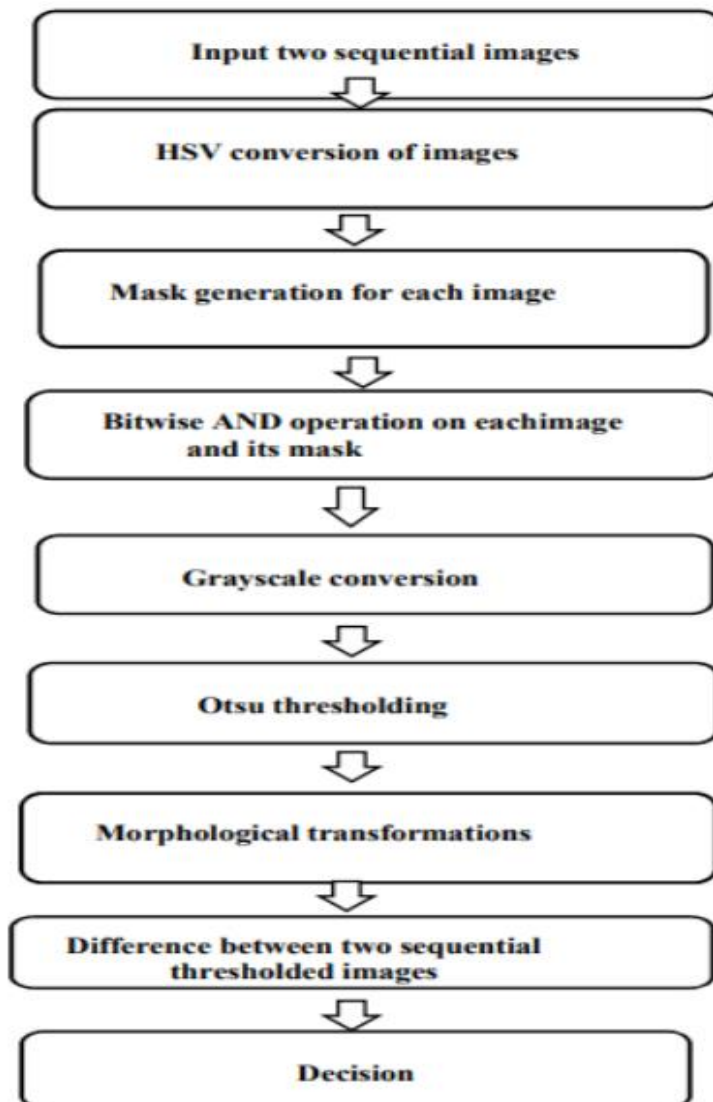 Input two sequential images
HSV conversion of images
Mask generation for each image
Bitwise AND operation on eachimage
and its mask
Grayscale conversion
Otsu thresholding
Morphological transformations
Difference between two sequential
thresholded images
Decision